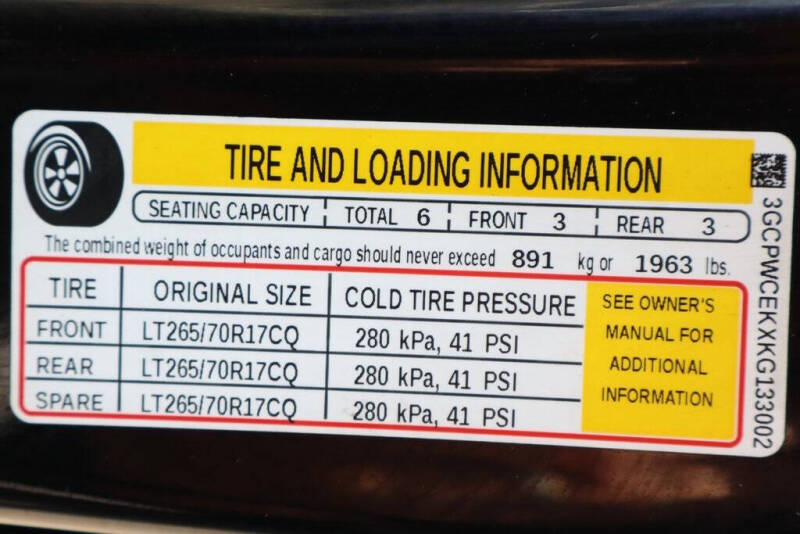 TIRE AND LOADING INFORMATION
SEATING CAPACITY TOTAL 6 FRONT 3 REAR 3
The combined weight of occupants and cargo should never exceed 891 kg or 1963 lbs.
TIRE ORIGINAL SIZE COLD TIRE PRESSURE
FRONT LT265/70R17CQ 280 kPa, 41 PSI
REAR LT265/70R17CQ 280 kPa, 41 PSI
SPARE LT265/70R17CQ 280 kPa, 41 PSI
SEE OWNER'S
MANUAL FOR
ADDITIONAL
INFORMATION
3GCPWCEKXKG133002